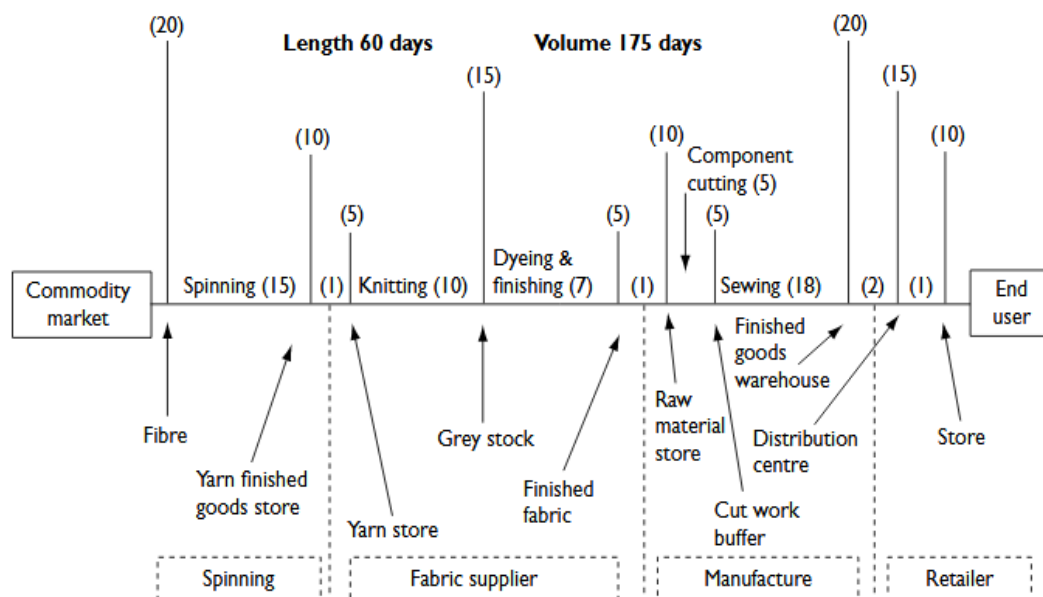 (20)
Length 60 days
Volume 175 days
(20)
(15)
(15)
(10)
(10)
(10)
Component
cutting (5)
(5)
(5)
(5)
Commodity
market
Spinning (15)
(1)
Knitting (10)
Dyeing &
finishing (7)
(1)
Sewing (18)
(2)
(1)
End
user
Fibre
Yarn finished
goods store
Yarn store
Grey stock
Finished
fabric
Raw
material
store
Cut work
buffer
Finished
goods
warehouse
Distribution
centre
Store
Spinning
Fabric supplier
Manufacture
Retailer